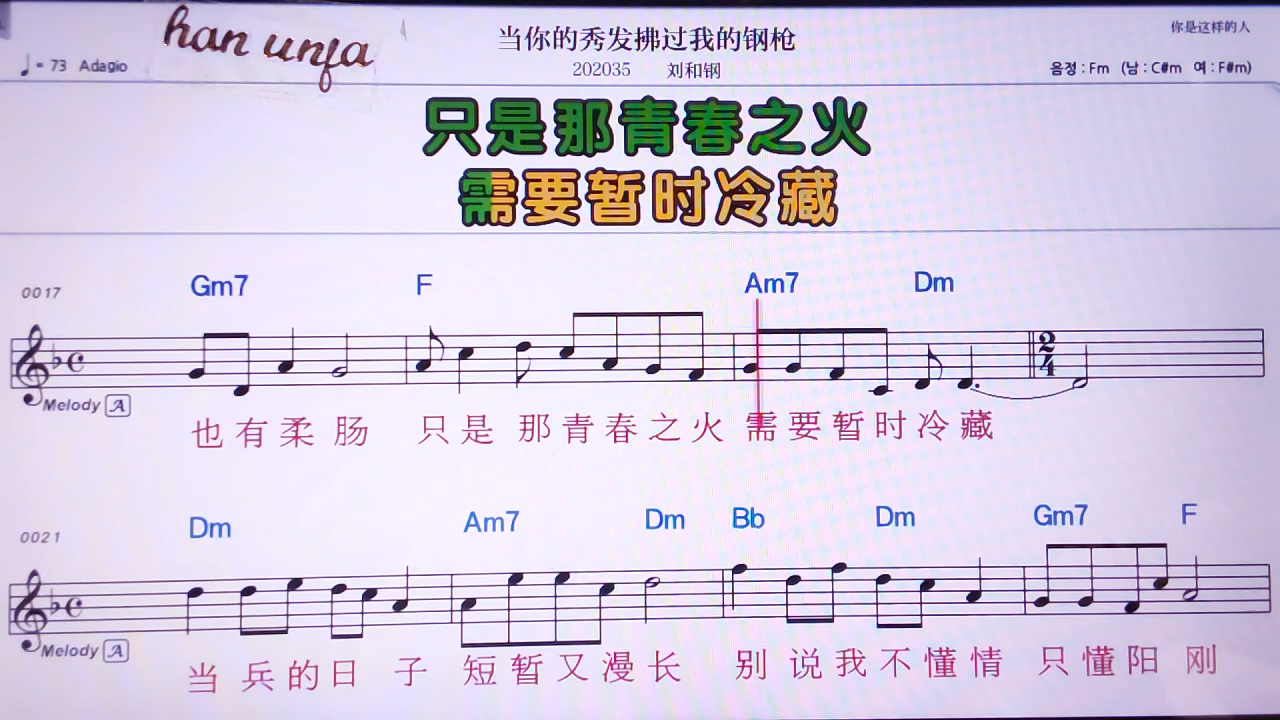 han unfa
当你的秀发拂过我的钢枪
你是这样的人
♩= 73 Adagio
202035 刘和钢
음정 : Fm (남 : C#m 여 : F#m)
只是那青春之火
需要暂时冷藏
0017 Gm7 F Am7 Dm
2/4
Melody A
也有柔肠 只是那青春之火 需要暂时冷藏
0021 Dm Am7 Dm Bb Dm Gm7 F
Melody A
当兵的日子 短暂又漫长 别说我不懂情 只懂阳刚